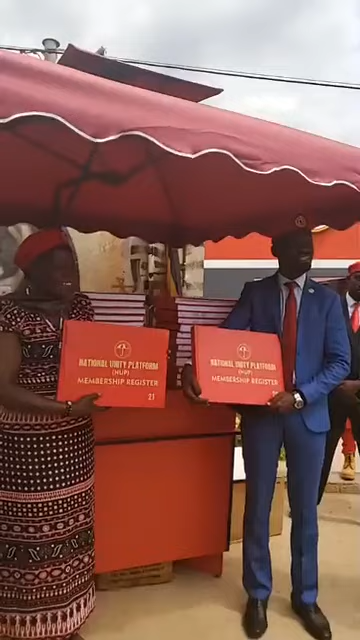 NATIONAL UNITY PLATFORM
(NUP)
MEMBERSHIP REGISTER
21
NATIONAL UNITY PLATFORM
(NUP)
MEMBERSHIP REGISTER